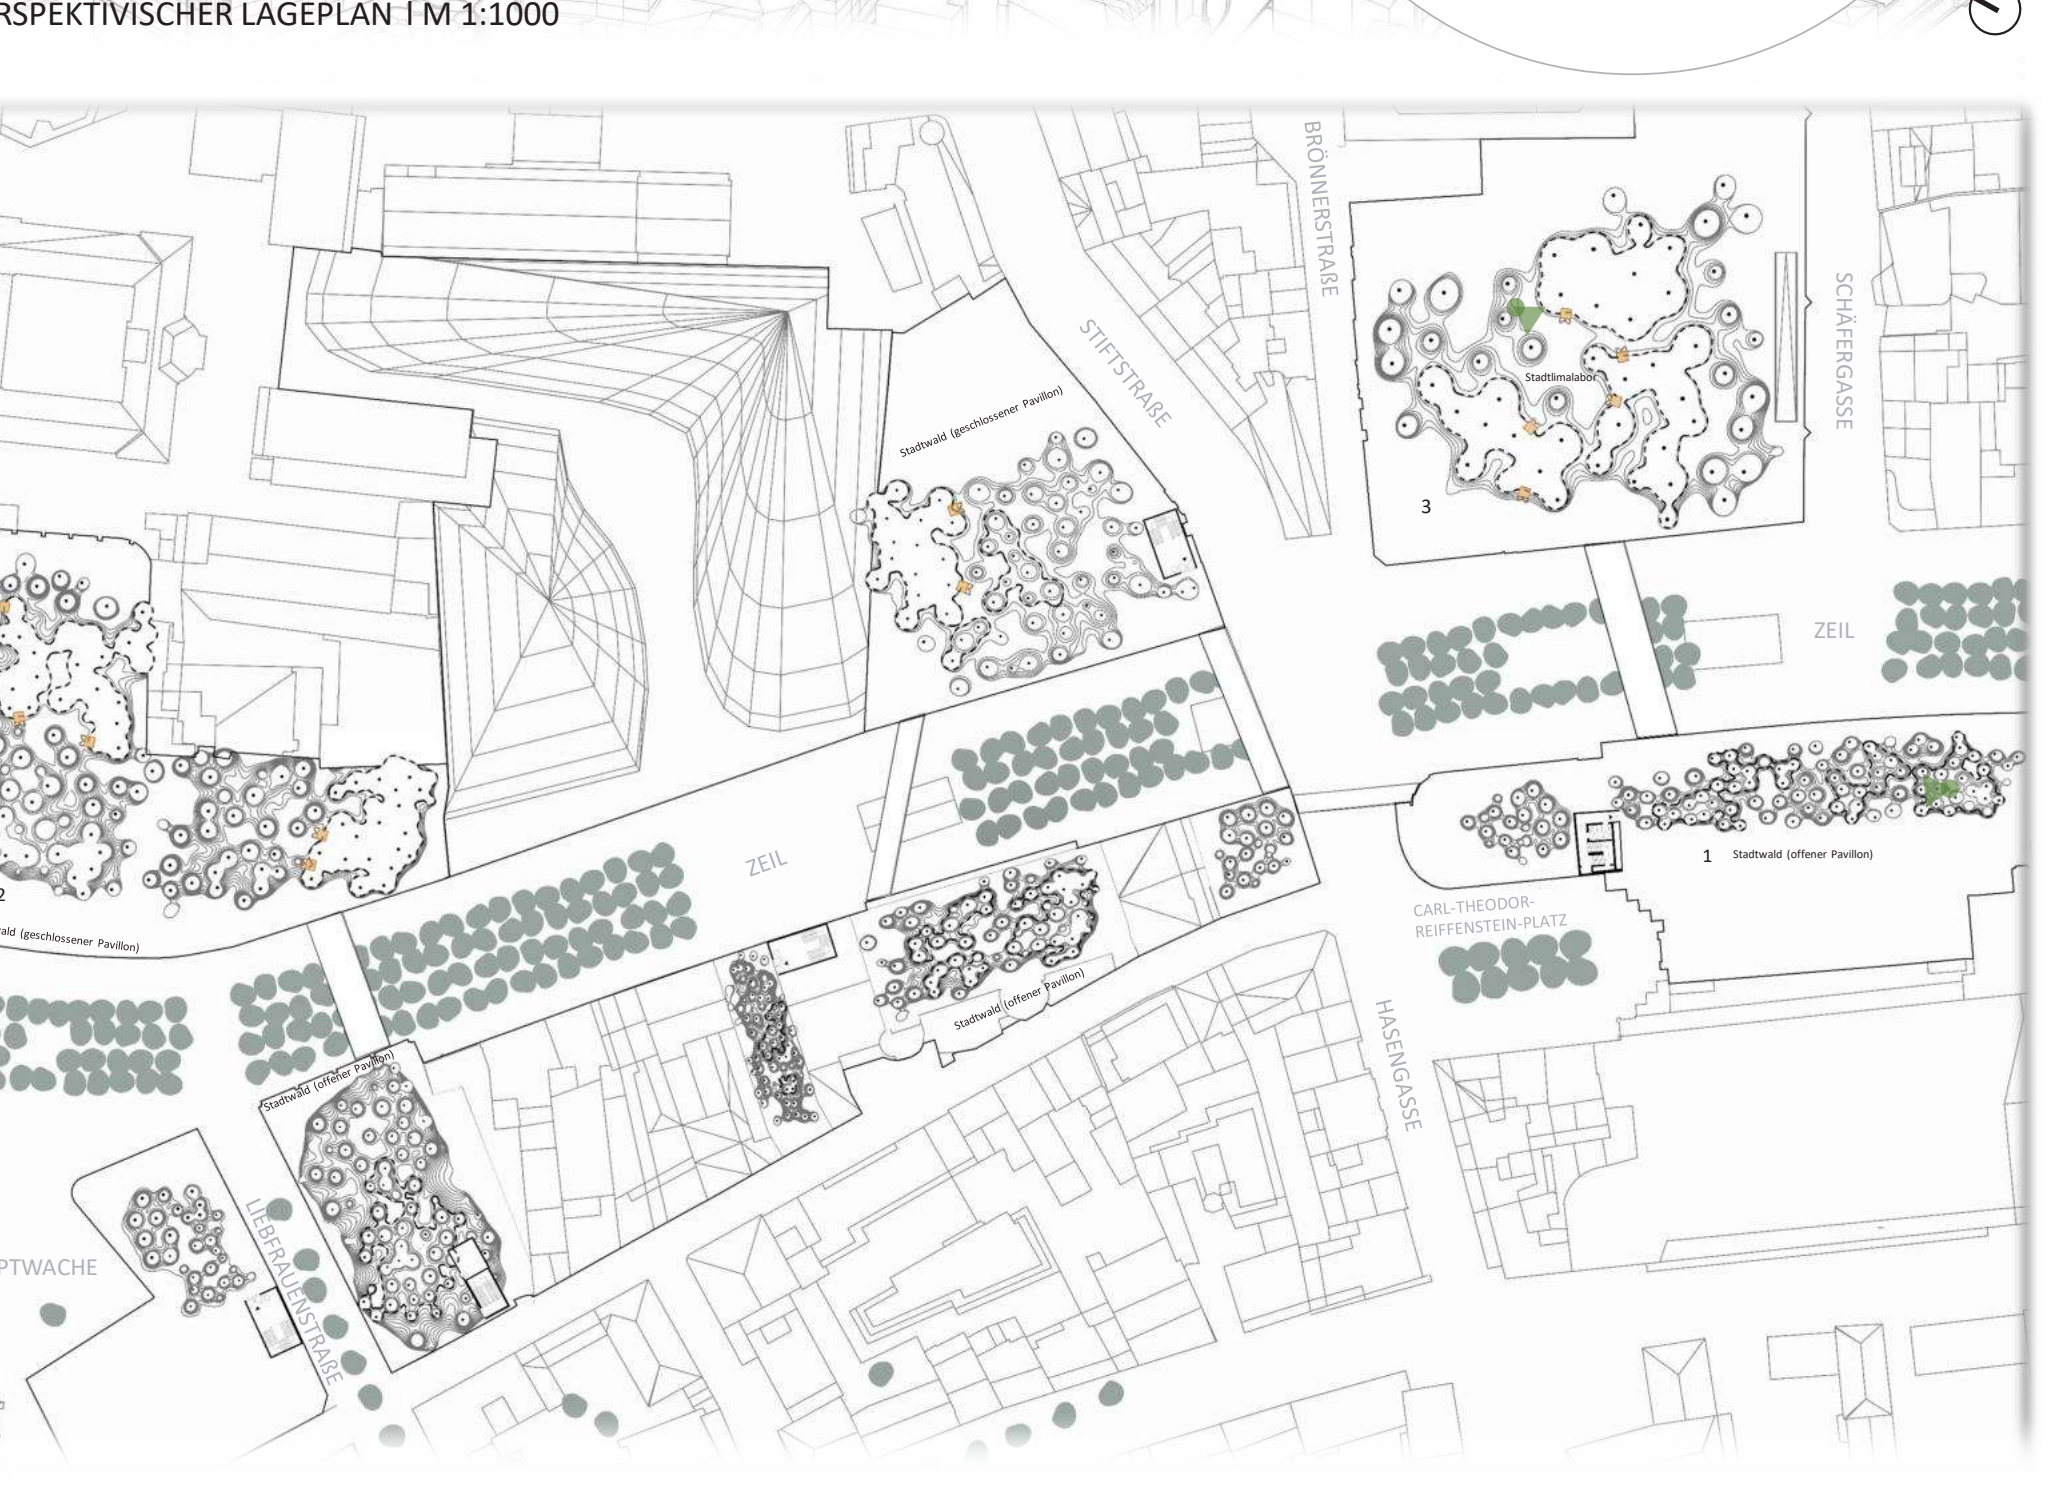 RSPEKTIVISCHER LAGEPLAN I M 1:1000
BRÖNNERSTRAßE
SCHÄFERGASSE
STIFTSTRAßE
Stadtwald (geschlossener Pavillon)
Stadtlimalabor
3
ZEIL
1 Stadtwald (offener Pavillon)
ZEIL
2
ald (geschlossener Pavillon)
CARL-THEODOR-
REIFFENSTEIN-PLATZ
Stadtwald (offener Pavillon)
Stadtwald (offener Pavillon)
HASENGASSE
LIEBFRAUENSTRAßE
PTWACHE